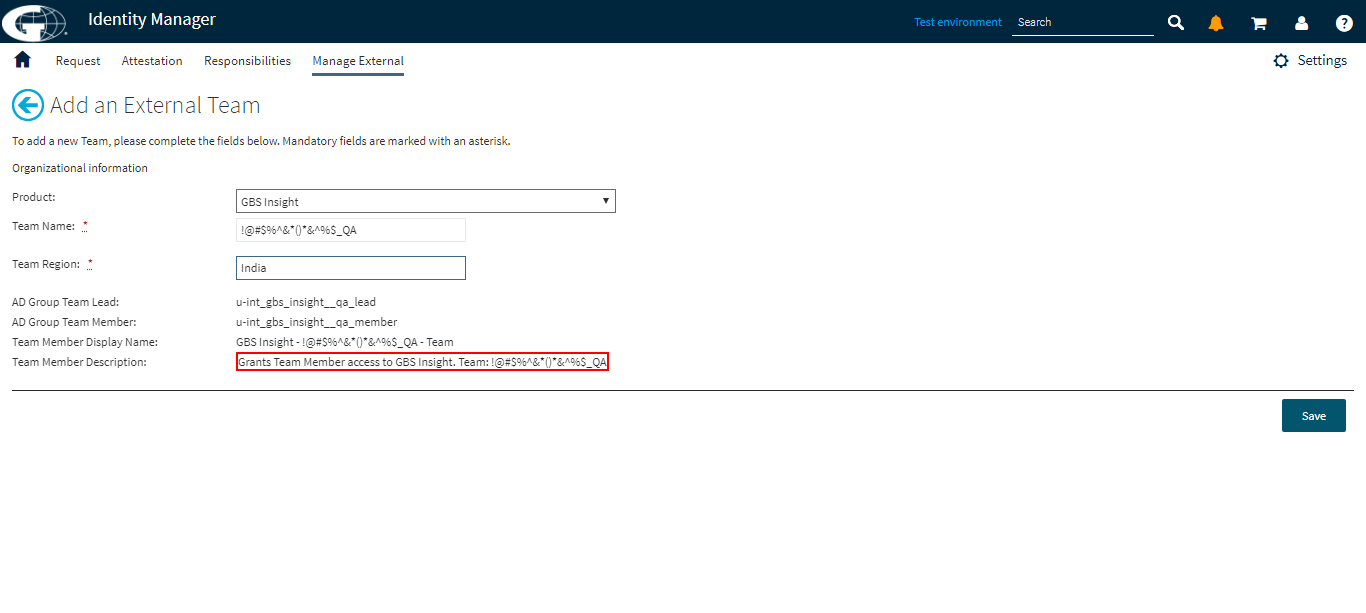 Identity Manager
Test environment
Search
Request
Attestation
Responsibilities
Manage External
Settings
Add an External Team
To add a new Team, please complete the fields below. Mandatory fields are marked with an asterisk.
Organizational information
Product:
GBS Insight
Team Name: *
!@#$%^&*()*&^%$_QA
Team Region: *
India
AD Group Team Lead:
u-int_gbs_insight__qa_lead
AD Group Team Member:
u-int_gbs_insight__qa_member
Team Member Display Name:
GBS Insight - !@#$%^&*()*&^%$_QA - Team
Team Member Description:
Grants Team Member access to GBS Insight. Team: !@#$%^&*()*&^%$_QA
Save